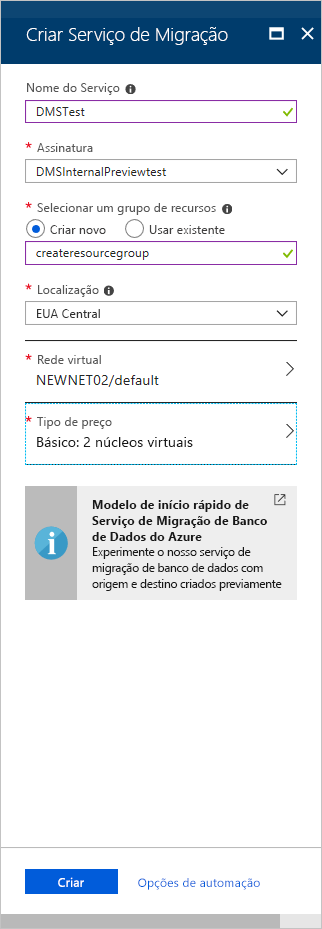 Criar Serviço de Migração
Nome do Serviço
DMSTest
* Assinatura
DMSInternalPreviewtest
* Selecionar um grupo de recursos
Criar novo
Usar existente
createresourcegroup
* Localização
EUA Central
* Rede virtual
NEWNET02/default
* Tipo de preço
Básico: 2 núcleos virtuais
Modelo de início rápido de
Serviço de Migração de Banco
de Dados do Azure
Experimente o nosso serviço de
migração de banco de dados com
origem e destino criados previamente
Criar
Opções de automação